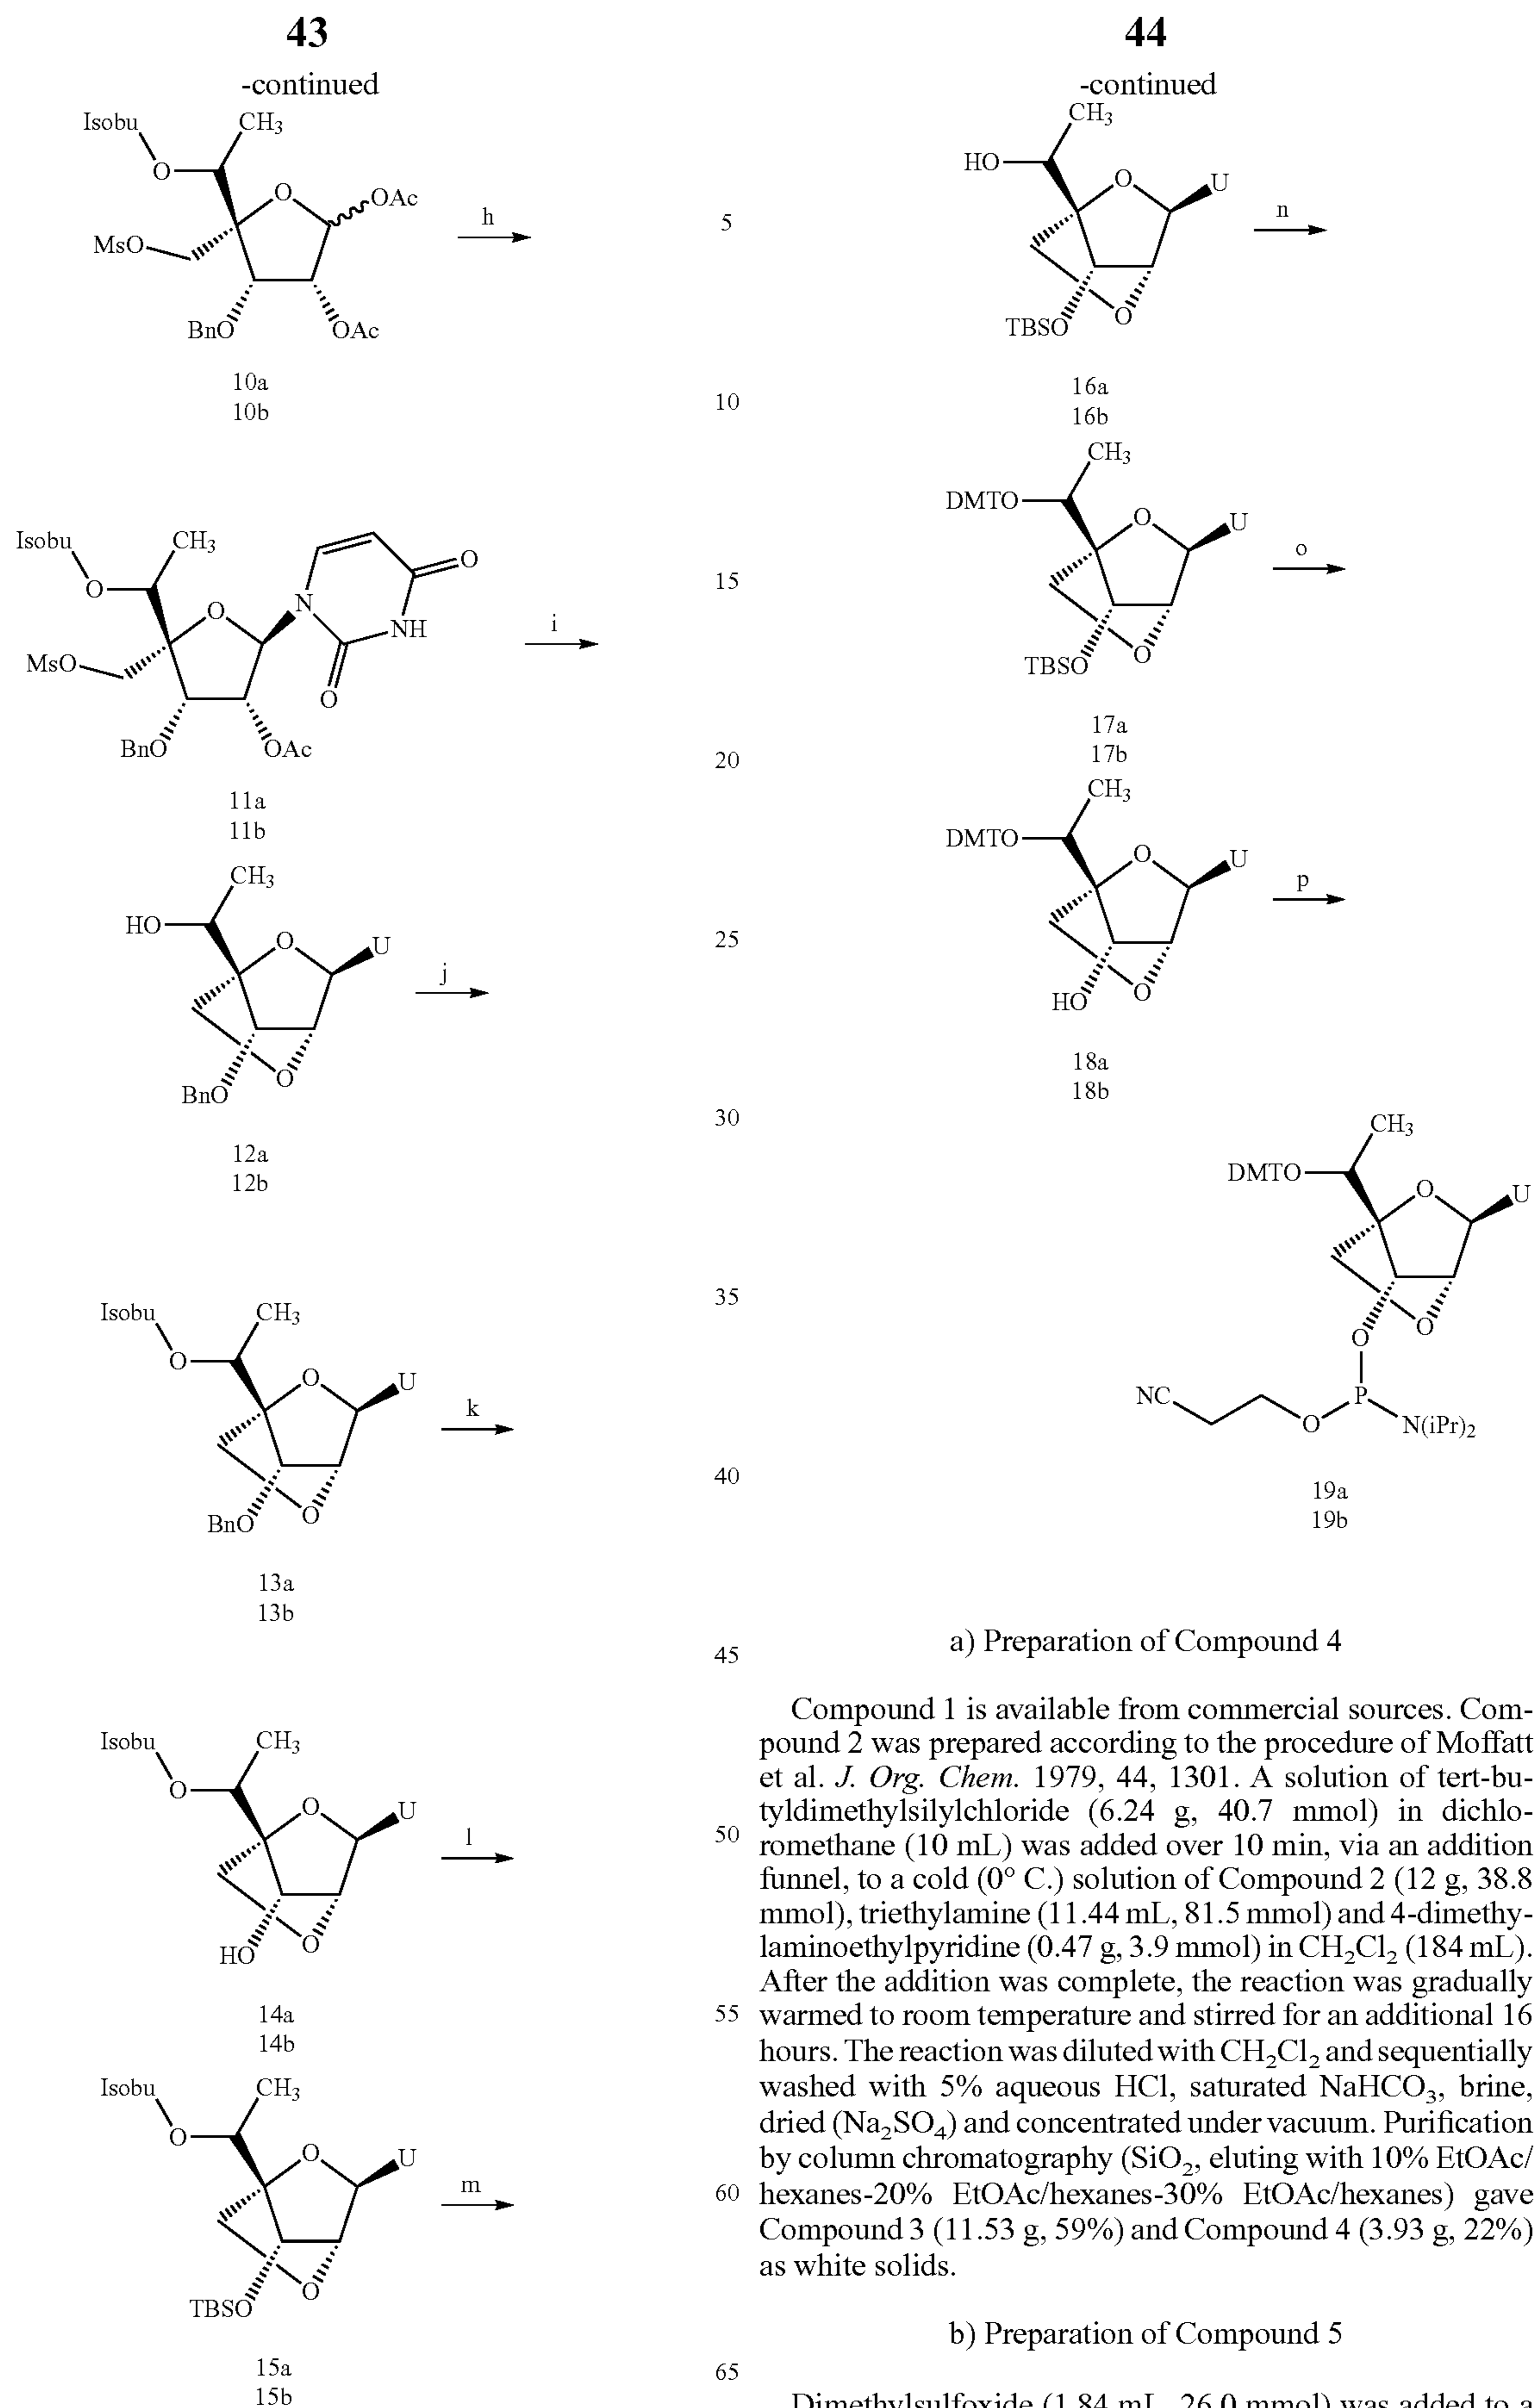 43
-continued
Isobu
CH3
O
O
OAc
MsO
BnO
OAc
h
10a
10b
Isobu
CH3
O
O
N
O
NH
O
MsO
BnO
OAc
i
11a
11b
CH3
HO
O
U
j
O
BnO
12a
12b
Isobu
CH3
O
O
U
k
O
BnO
13a
13b
Isobu
CH3
O
O
U
l
O
HO
14a
14b
Isobu
CH3
O
O
U
m
O
TBSO
15a
15b
5
10
15
20
25
30
35
40
45
50
55
60
65
44
-continued
CH3
HO
O
U
n
TBSO
O
16a
16b
CH3
DMTO
O
U
o
TBSO
O
17a
17b
CH3
DMTO
O
U
p
HO
O
18a
18b
CH3
DMTO
O
U
O
O
NC
O
P
N(iPr)2
19a
19b
a) Preparation of Compound 4
Compound 1 is available from commercial sources. Com-
pound 2 was prepared according to the procedure of Moffatt
et al. J. Org. Chem. 1979, 44, 1301. A solution of tert-bu-
tyldimethylsilylchloride (6.24 g, 40.7 mmol) in dichlo-
romethane (10 mL) was added over 10 min, via an addition
funnel, to a cold (0° C.) solution of Compound 2 (12 g, 38.8
mmol), triethylamine (11.44 mL, 81.5 mmol) and 4-dimethy-
laminoethylpyridine (0.47 g, 3.9 mmol) in CH2Cl2 (184 mL).
After the addition was complete, the reaction was gradually
warmed to room temperature and stirred for an additional 16
hours. The reaction was diluted with CH2Cl2 and sequentially
washed with 5% aqueous HCl, saturated NaHCO3, brine,
dried (Na2SO4) and concentrated under vacuum. Purification
by column chromatography (SiO2, eluting with 10% EtOAc/
hexanes-20% EtOAc/hexanes-30% EtOAc/hexanes) gave
Compound 3 (11.53 g, 59%) and Compound 4 (3.93 g, 22%)
as white solids.
b) Preparation of Compound 5
Dimethylsulfoxide (1.84 mL, 26.0 mmol) was added to a